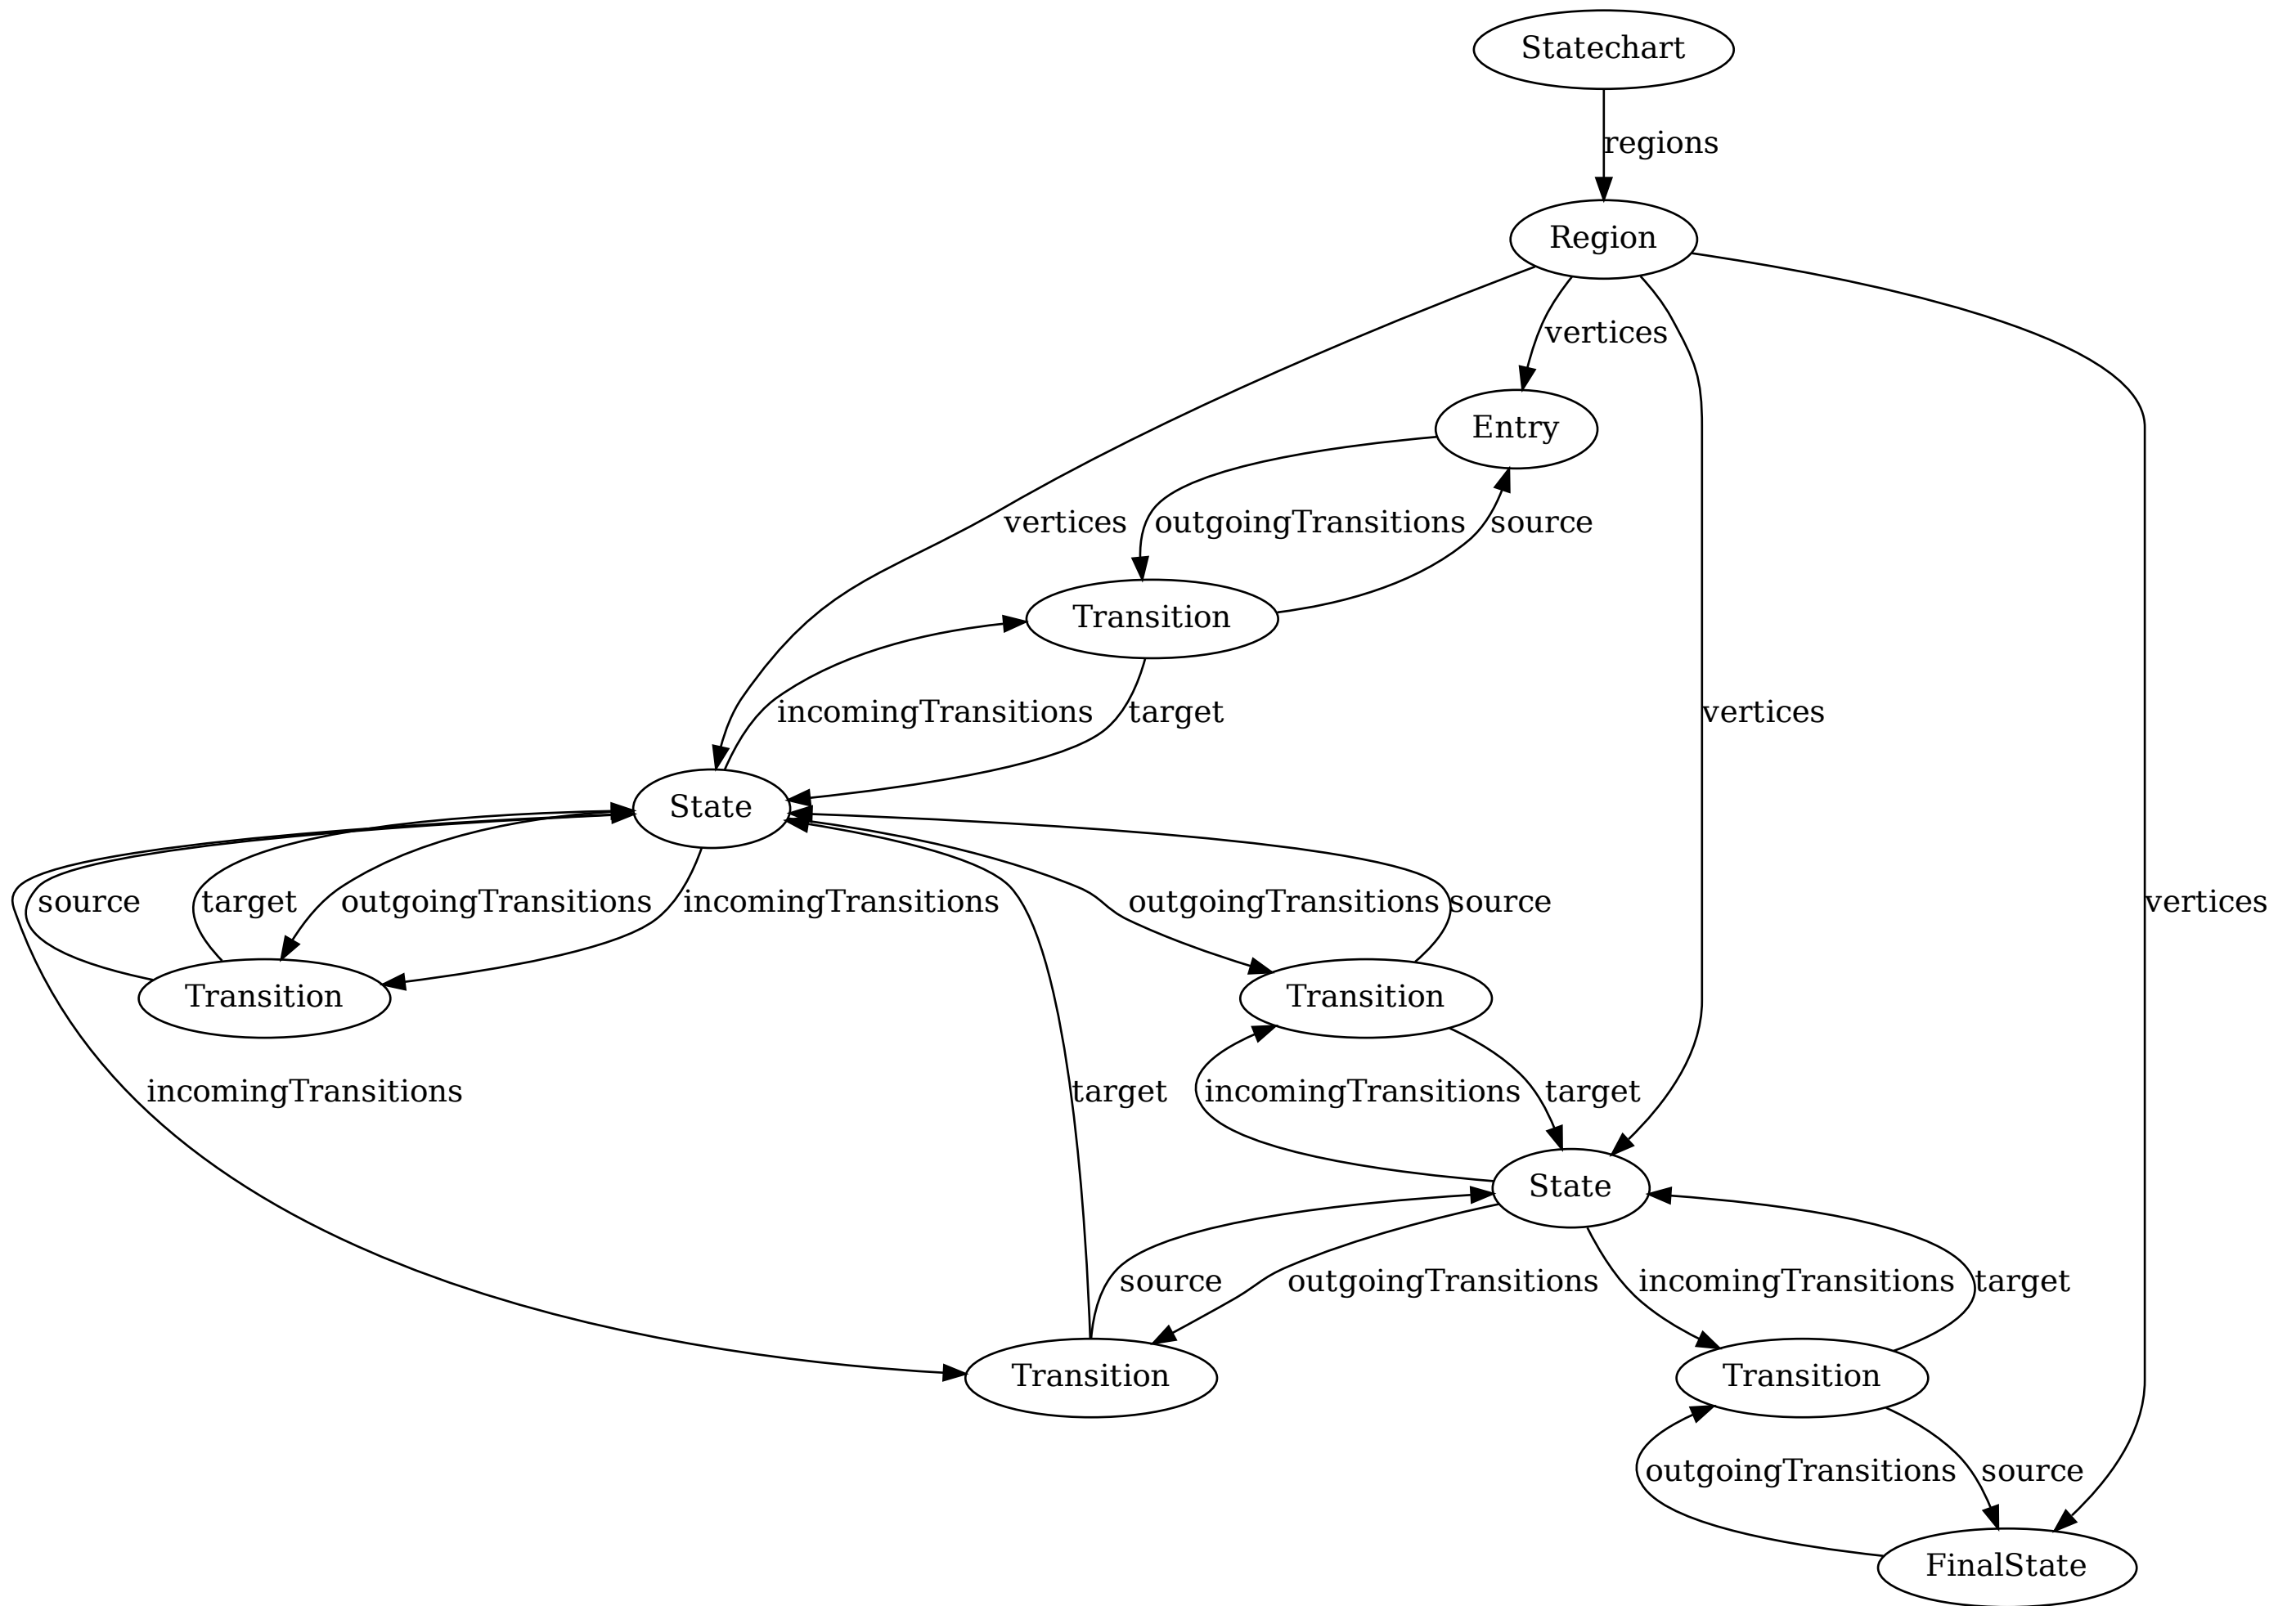 Statechart
regions
Region
vertices
Entry
vertices
outgoingTransitions
source
Transition
incomingTransitions
target
vertices
State
source
target
outgoingTransitions
incomingTransitions
outgoingTransitions
source
vertices
Transition
Transition
incomingTransitions
target
incomingTransitions
target
State
source
outgoingTransitions
incomingTransitions
target
Transition
Transition
outgoingTransitions
source
FinalState